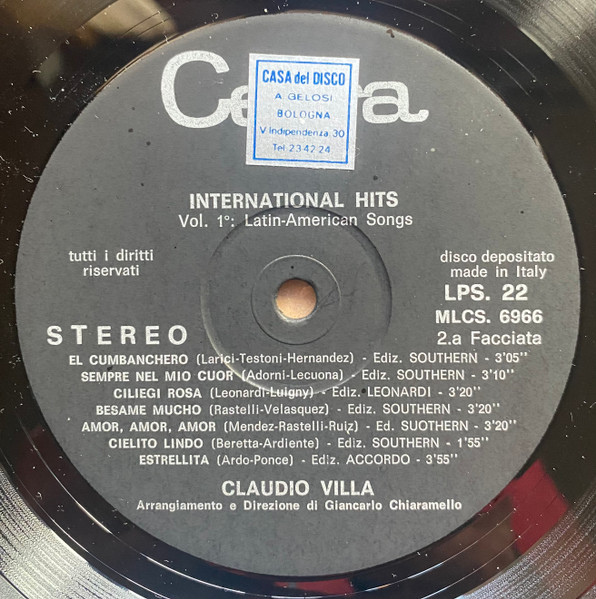 CASA del DISCO
A GELOSI
BOLOGNA
V Indipendenza, 30
Tel. 23 42 24
INTERNATIONAL HITS
Vol. 1°: Latin-American Songs
tutti i diritti
riservati
disco depositato
made in Italy
LPS. 22
MLCS. 6966
STEREO
2.a Facciata
EL CUMBANCHERO (Larici-Testoni-Hernandez) - Ediz. SOUTHERN - 3'05''
SEMPRE NEL MIO CUOR (Adorni-Lecuona) - Ediz. SOUTHERN - 3'10''
CILIEGI ROSA (Leonardi-Luigny) - Ediz. LEONARDI - 3'20''
BESAME MUCHO (Rastelli-Velasquez) - Ediz. SOUTHERN - 3'20''
AMOR, AMOR, AMOR (Mendez-Rastelli-Ruiz) - Ed. SUOTHERN - 3'20''
CIELITO LINDO (Beretta-Ardiente) - Ediz. SOUTHERN - 1'55''
ESTRELLITA (Ardo-Ponce) - Ediz. ACCORDO - 3'55''
CLAUDIO VILLA
Arrangiamento e Direzione di Giancarlo Chiaramello